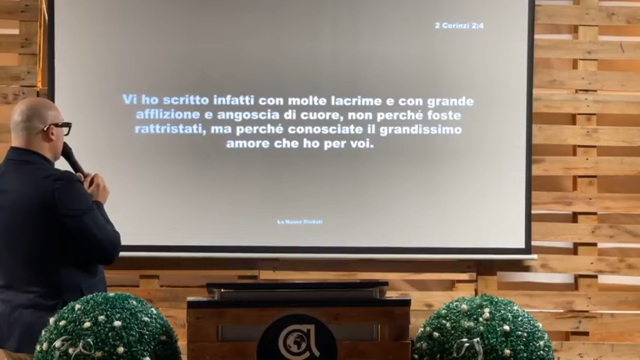 2 Corinzi 2:4
Vi ho scritto infatti con molte lacrime e con grande
afflizione e angoscia di cuore, non perché foste
rattristati, ma perché conosciate il grandissimo
amore che ho per voi.
La Nuova Diodati
a